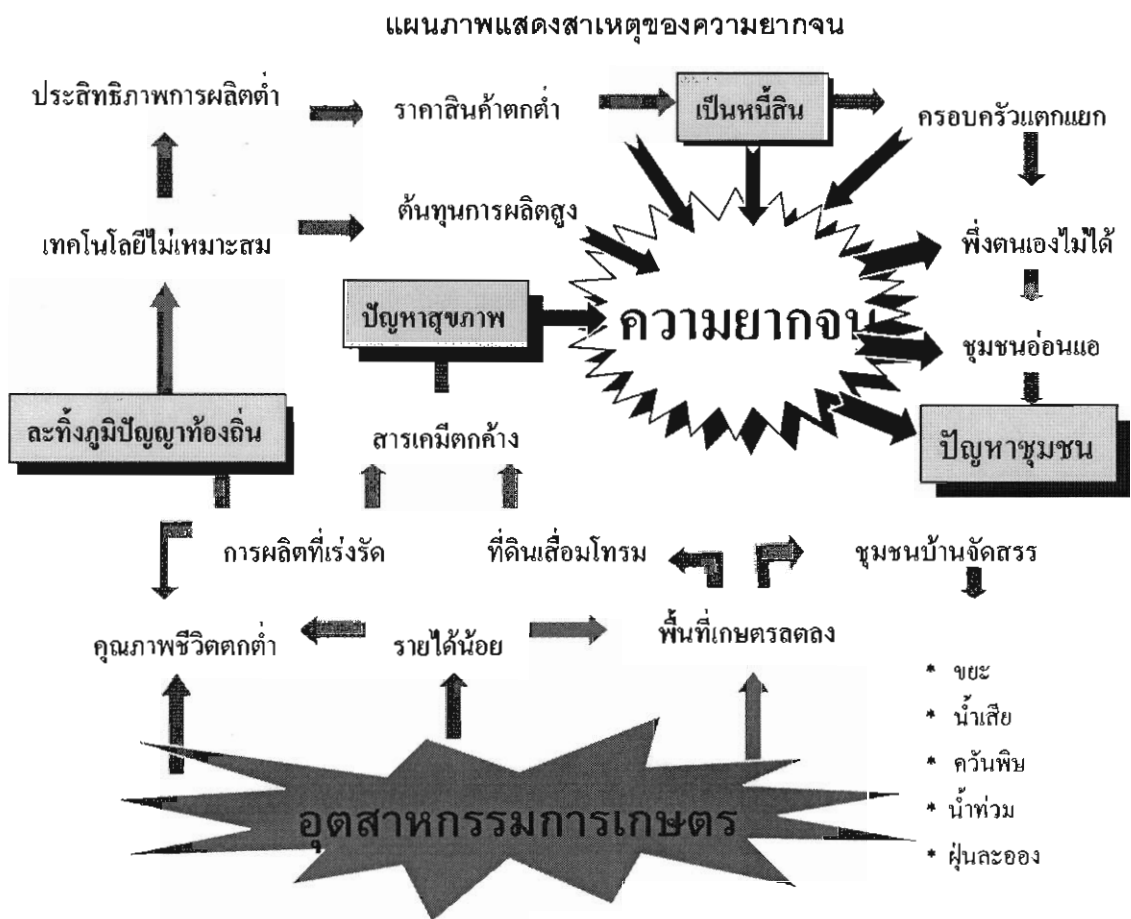 แผนภาพแสดงสาเหตุของความยากจน
ประสิทธิภาพการผลิตต่ำ
ราคาสินค้าตกต่ำ
เป็นหนี้สิน
ครอบครัวแตกแยก
ต้นทุนการผลิตสูง
เทคโนโลยีไม่เหมาะสม
พึ่งตนเองไม่ได้
ปัญหาสุขภาพ
ความยากจน
ชุมชนอ่อนแอ
ละทิ้งภูมิปัญญาท้องถิ่น
สารเคมีตกค้าง
ปัญหาชุมชน
การผลิตที่เร่งรัด
ที่ดินเสื่อมโทรม
ชุมชนบ้านจัดสรร
คุณภาพชีวิตตกต่ำ
รายได้น้อย
พื้นที่เกษตรลดลง
* ขยะ
* น้ำเสีย
* ควันพิษ
* น้ำท่วม
* ฝุ่นละออง
อุตสาหกรรมการเกษตร